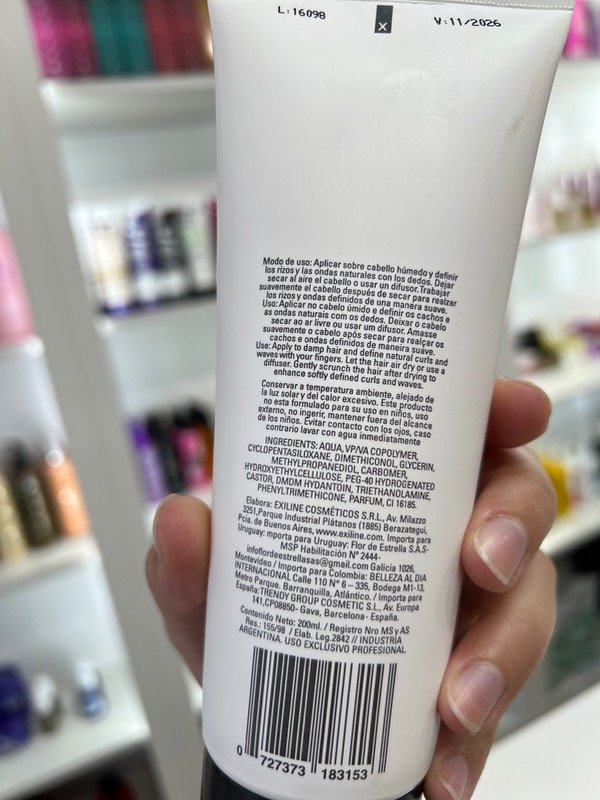 L:16098
X
V:11/2026
Modo de uso: Aplicar sobre cabello húmedo y definir
los rizos y las ondas naturales con los dedos. Dejar
secar al aire el cabello o usar un difusor. Trabajar
suavemente el cabello después de secar para realzar
los rizos y ondas definidos de una manera suave.
Uso: Aplicar no cabelo úmido e definir os cachos e
as ondas naturais com os dedos. Deixar o cabelo
secar ao ar livre ou usar um difusor. Amasse
suavemente o cabelo após secar para realçar os
cachos e ondas definidos de maneira suave.
Use: Apply to damp hair and define natural curls and
waves with your fingers. Let the hair air dry or use a
diffuser. Gently scrunch the hair after drying to
enhance softly defined curls and waves.
Conservar a temperatura ambiente, alejado de
la luz solar y del calor excesivo. Este producto
no esta formulado para su uso en niños, uso
externo, no ingerir, mantener fuera del alcance
de los niños. Evitar contacto con los ojos, caso
contrario lavar con agua inmediatamente
INGREDIENTS: AQUA, VP/VA COPOLYMER,
CYCLOPENTASILOXANE, DIMETHICONOL, GLYCERIN,
METHYLPROPANEDIOL, CARBOMER,
HYDROXYETHYLCELLULOSE, PEG-40 HYDROGENATED
CASTOR, DMDM HYDANTOIN, TRIETHANOLAMINE,
PHENYLTRIMETHICONE, PARFUM, CI 16185.
Elabora: EXILINE COSMÉTICOS S.R.L., Av. Milazzo
3251,Parque Industrial Plátanos (1885) Berazategui,
Pcia. de Buenos Aires, www.exiline.com. Importa para
Uruguay: mporta para Uruguay: Flor de Estrella S.A.S-
MSP Habilitación N° 2444-
infoflordeestrellasas@gmail.com Galicia 1026,
Montevideo / Importa para Colombia: BELLEZA AL DIA
INTERNACIONAL Calle 110 N° 6 – 335, Bodega M1-13,
Metro Parque. Barranquilla, Atlántico. / Importa para
España:TRENDY GROUP COSMETIC S.L., Av. Europa
141,CP08850- Gava, Barcelona- España.
Contenido Neto: 200ml. / Registro Nro MS y AS
Res.: 155/98 / Elab. Leg.2842 // INDUSTRIA
ARGENTINA. USO EXCLUSIVO PROFESIONAL
0 727373 183153